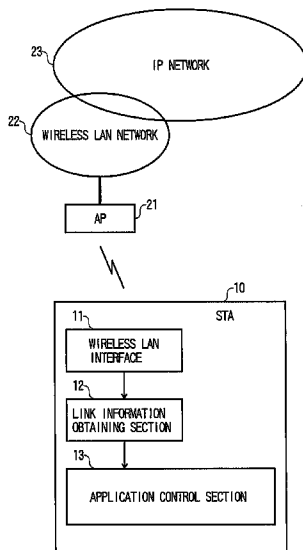 23
IP NETWORK
22
WIRELESS LAN NETWORK
AP
21
10
STA
11
WIRELESS LAN
INTERFACE
12
LINK INFORMATION
OBTAINING SECTION
13
APPLICATION CONTROL SECTION